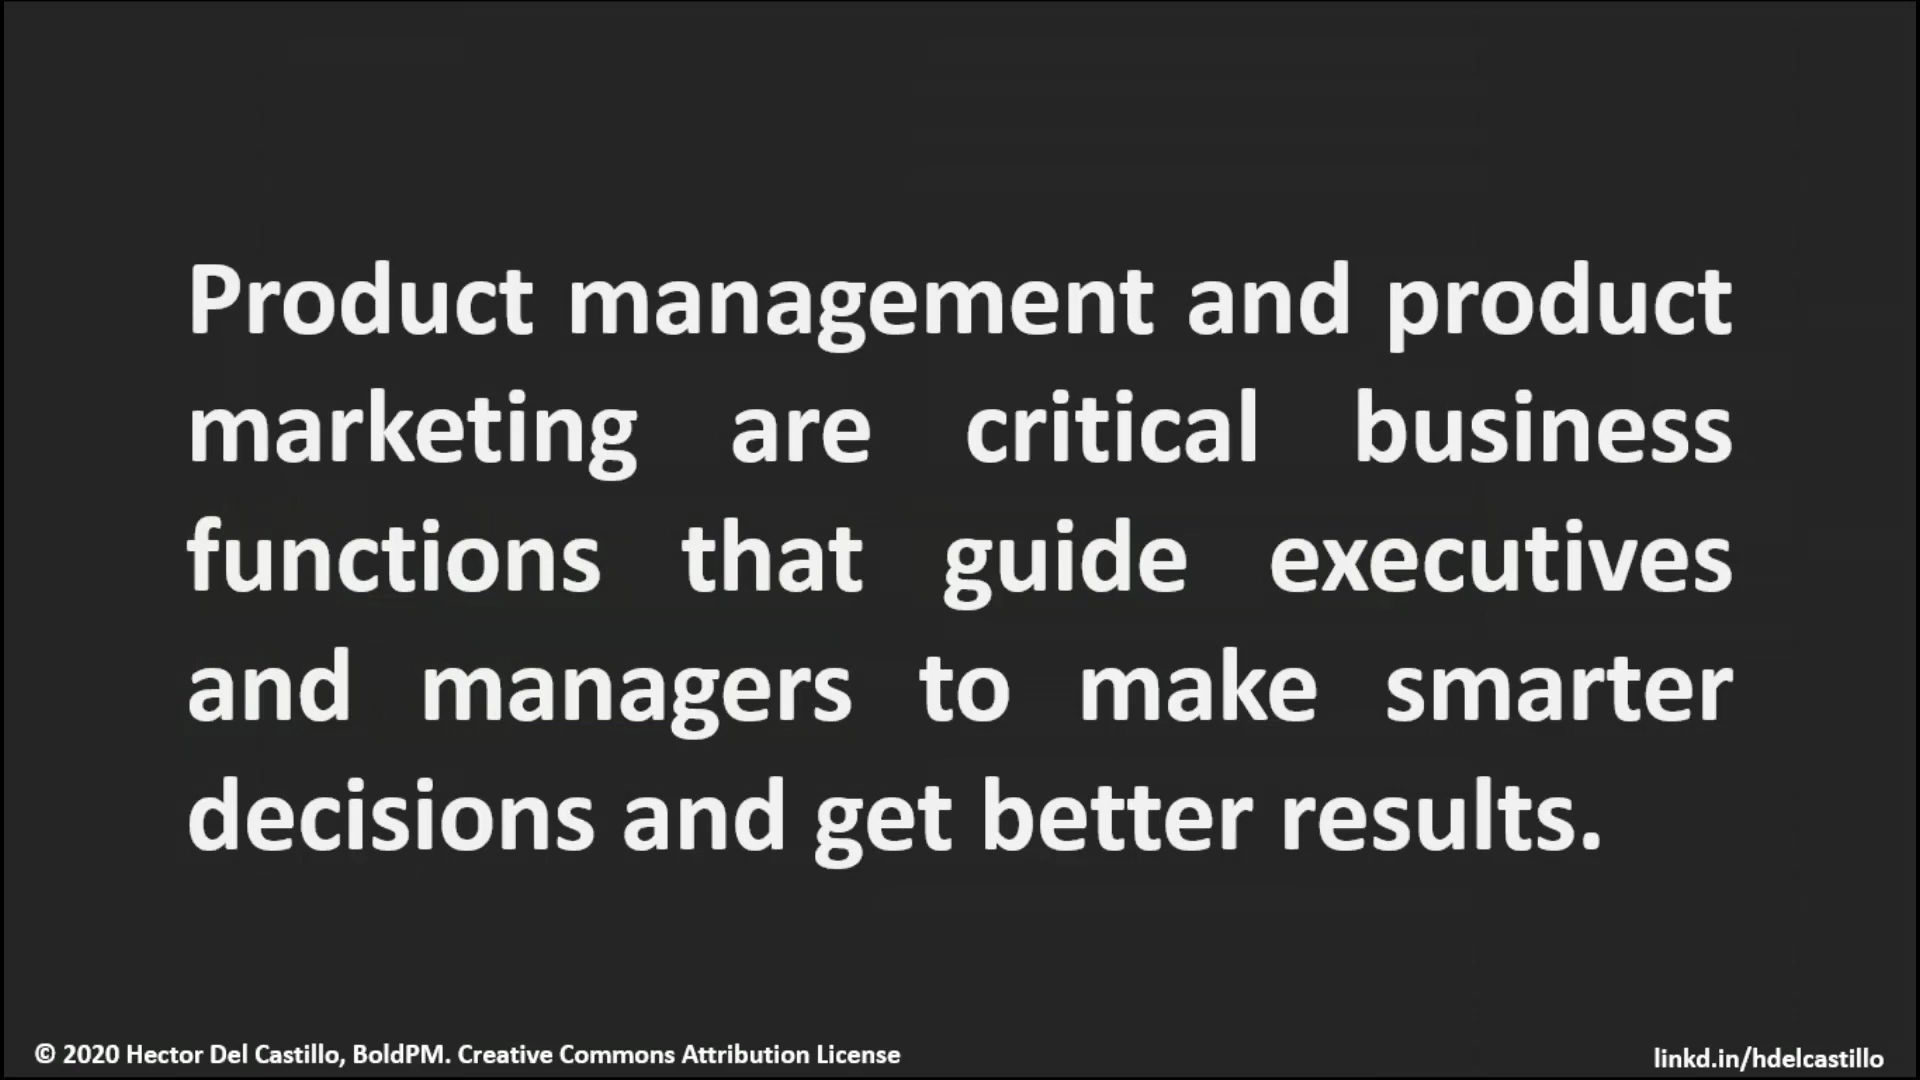 Product management and product
marketing are critical business
functions that guide executives
and managers to make smarter
decisions and get better results.
© 2020 Hector Del Castillo, BoldPM. Creative Commons Attribution License
linkd.in/hdelcastillo